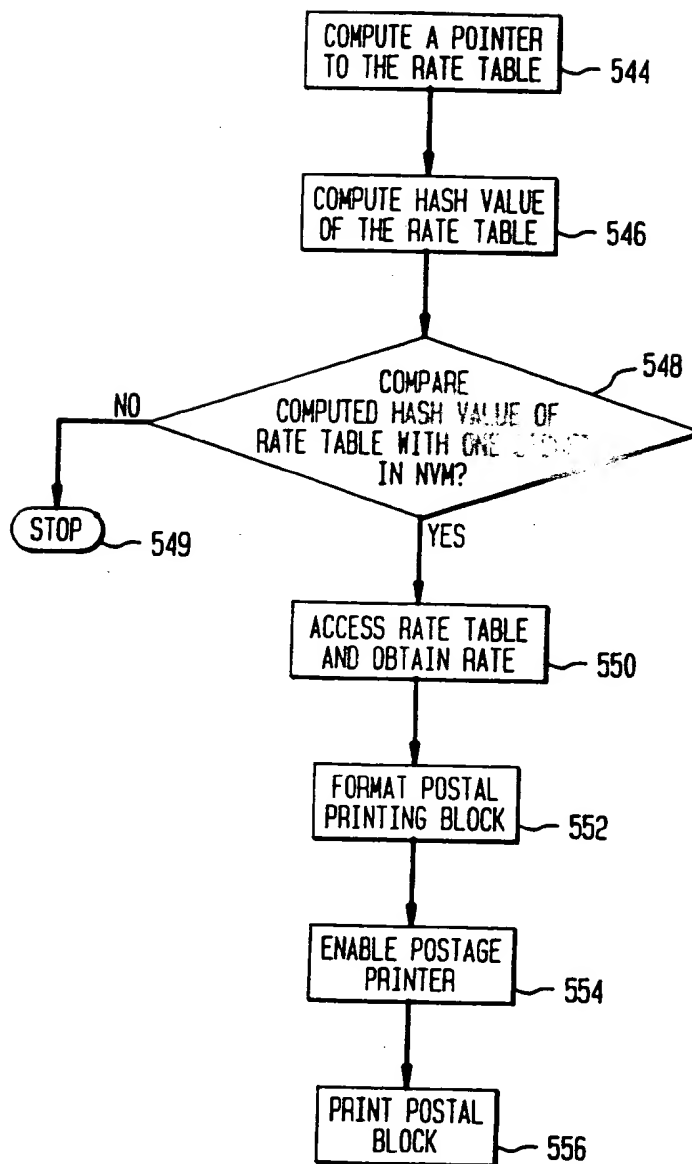 COMPUTE A POINTER
TO THE RATE TABLE
544
COMPUTE HASH VALUE
OF THE RATE TABLE
546
548
COMPARE
COMPUTED HASH VALUE OF
RATE TABLE WITH ONE
IN NVM?
NO
STOP
549
YES
ACCESS RATE TABLE
AND OBTAIN RATE
550
FORMAT POSTAL
PRINTING BLOCK
552
ENABLE POSTAGE
PRINTER
554
PRINT POSTAL
BLOCK
556